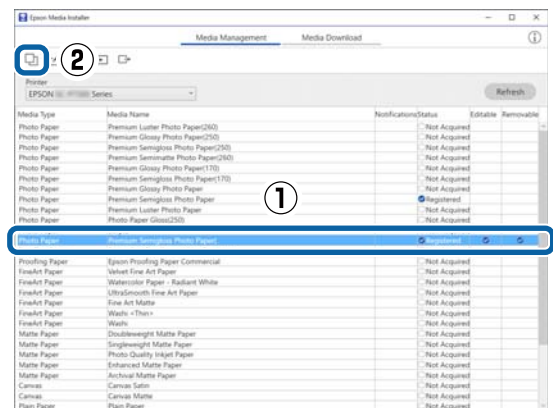 Epson Media Installer
Media Management Media Download
②
Printer
EPSON Series
Refresh
Media Type Media Name Notifications Status Editable Removable
Photo Paper Premium Luster Photo Paper(260) Not Acquired
Photo Paper Premium Glossy Photo Paper(250) Not Acquired
Photo Paper Premium Semigloss Photo Paper(250) Not Acquired
Photo Paper Premium Semimatte Photo Paper(260) Not Acquired
Photo Paper Premium Glossy Photo Paper(170) Not Acquired
Photo Paper Premium Semigloss Photo Paper(170) Not Acquired
Photo Paper Premium Glossy Photo Paper Not Acquired
Photo Paper Premium Semigloss Photo Paper Registered
Photo Paper Premium Luster Photo Paper Not Acquired
Photo Paper Photo Paper Gloss(250) Not Acquired
①
Photo Paper Premium Semigloss Photo Paper( Registered
Proofing Paper Epson Proofing Paper Commercial Not Acquired
FineArt Paper Velvet Fine Art Paper Not Acquired
FineArt Paper Watercolor Paper - Radiant White Not Acquired
FineArt Paper UltraSmooth Fine Art Paper Not Acquired
FineArt Paper Fine Art Matte Not Acquired
FineArt Paper Washi <Thin> Not Acquired
FineArt Paper Washi Not Acquired
Matte Paper Doubleweight Matte Paper Not Acquired
Matte Paper Singleweight Matte Paper Not Acquired
Matte Paper Photo Quality Inkjet Paper Not Acquired
Matte Paper Enhanced Matte Paper Not Acquired
Matte Paper Archival Matte Paper Not Acquired
Canvas Canvas Satin Not Acquired
Canvas Canvas Matte Not Acquired
Plain Paper Plain Paper Not Acquired